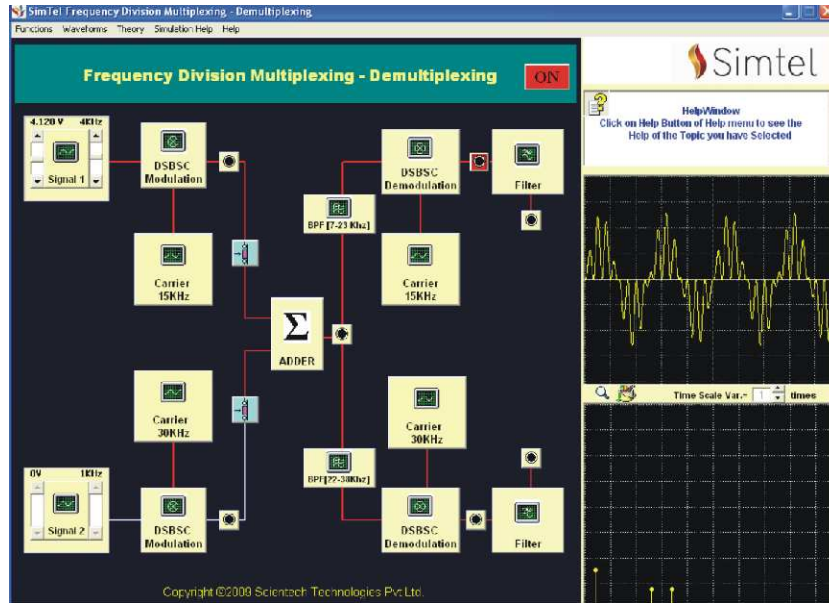 SimTel Frequency Division Multiplexing - Demultiplexing
Functions Waveforms Theory Simulation Help Help
Frequency Division Multiplexing - Demultiplexing
ON
Simtel
HelpWindow
Click on Help Button of Help menu to see the
Help of the Topic you have Selected
4.120 V 4KHz
Signal 1
DSBSC
Modulation
Carrier
15KHz
DSBSC
Demodulation
Filter
BPF[7-23 Khz]
Carrier
15KHz
Σ
ADDER
Time Scale Var.- 1 times
Carrier
30KHz
Carrier
30KHz
0V 1KHz
Signal 2
DSBSC
Modulation
BPF[22-38Khz]
DSBSC
Demodulation
Filter
Copyright ©2009 Scientech Technologies Pvt Ltd.